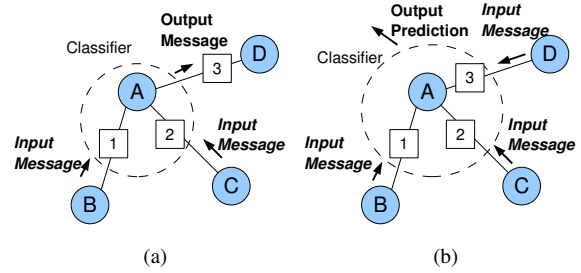 Output
Message
Classifier
D
3
A
1
2
Input
Message
Input
Message
B
C
(a)
Output
Prediction
Input
Message
Classifier
D
3
A
1
2
Input
Message
Input
Message
B
C
(b)